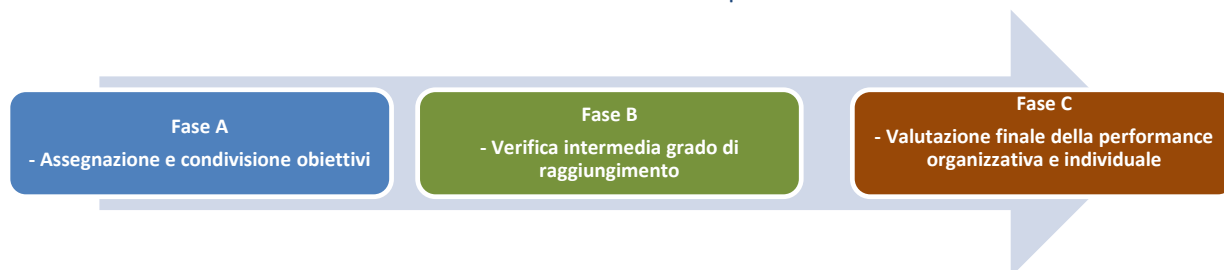 Fase A
- Assegnazione e condivisione obiettivi
Fase B
- Verifica intermedia grado di
raggiungimento
Fase C
- Valutazione finale della performance
organizzativa e individuale